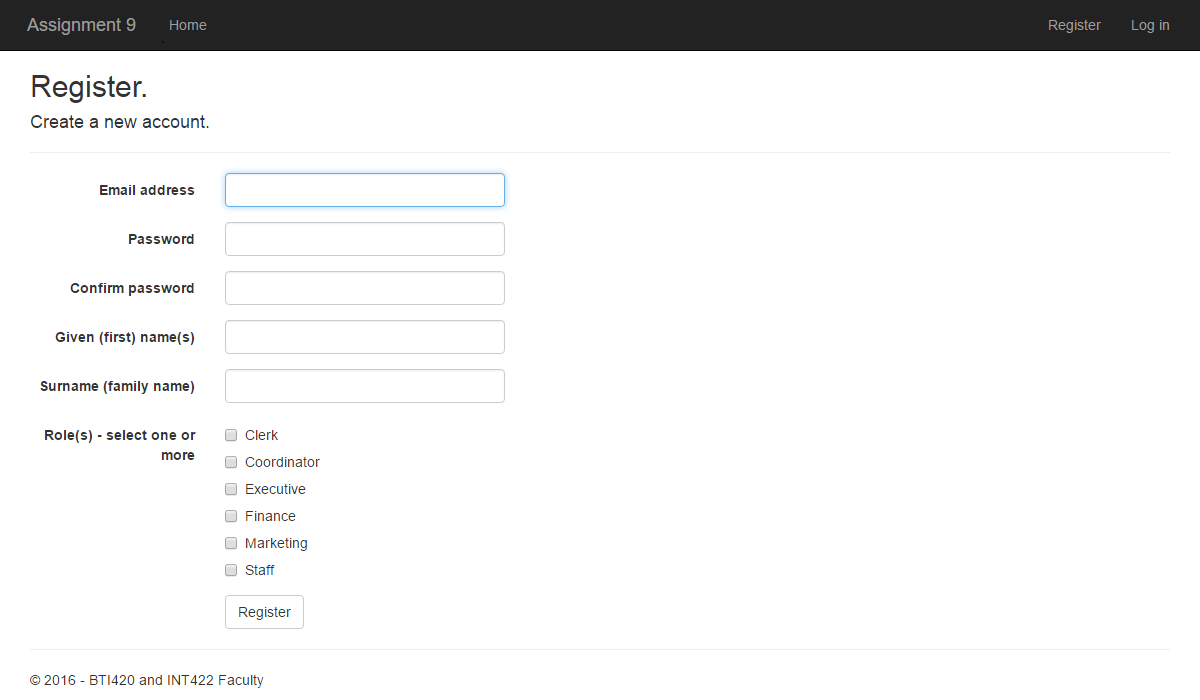 Assignment 9 Home Register Log in
Register.
Create a new account.
Email address
Password
Confirm password
Given (first) name(s)
Surname (family name)
Role(s) - select one or
more
Clerk
Coordinator
Executive
Finance
Marketing
Staff
Register
© 2016 - BTI420 and INT422 Faculty